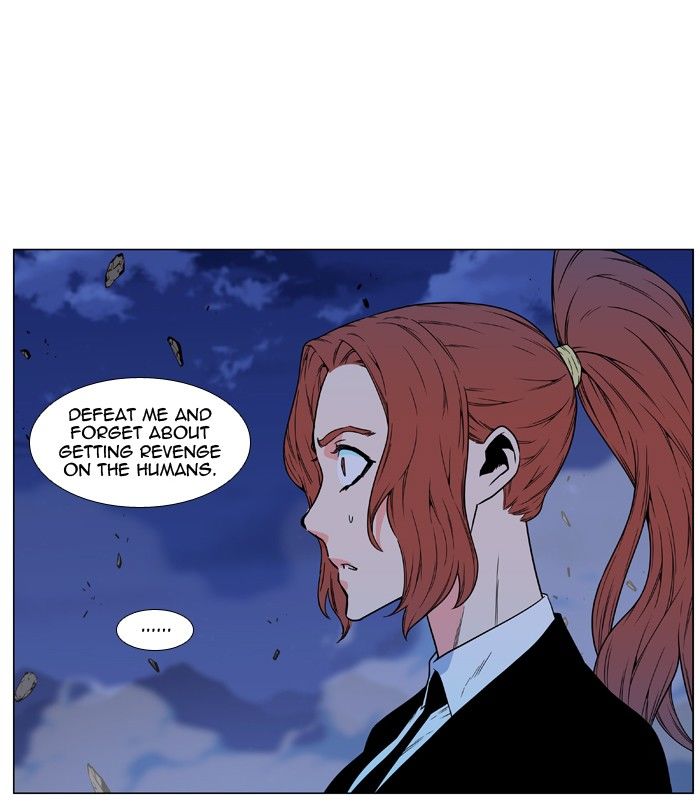 DEFEAT ME AND
FORGET ABOUT
GETTING REVENGE
ON THE HUMANS.
......